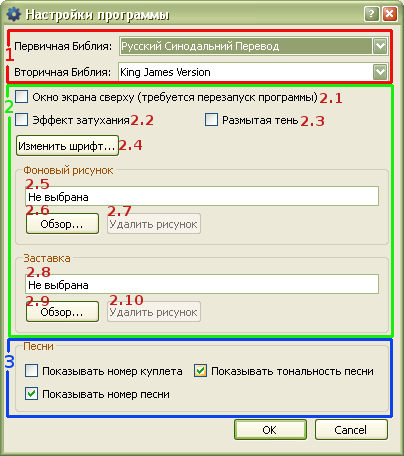 Настройки программы
1
Первичная Библия: Русский Синодальний Перевод
Вторичная Библия: King James Version
2
Окно экрана сверху (требуется перезапуск программы) 2.1
Эффект затухания 2.2 Размытая тень 2.3
Изменить шрифт... 2.4
Фоновый рисунок
2.5
Не выбрана
2.6 2.7
Обзор... Удалить рисунок
Заставка
2.8
Не выбрана
2.9 2.10
Обзор... Удалить рисунок
3
Песни
Показывать номер куплета Показывать тональность песни
Показывать номер песни
OK Cancel